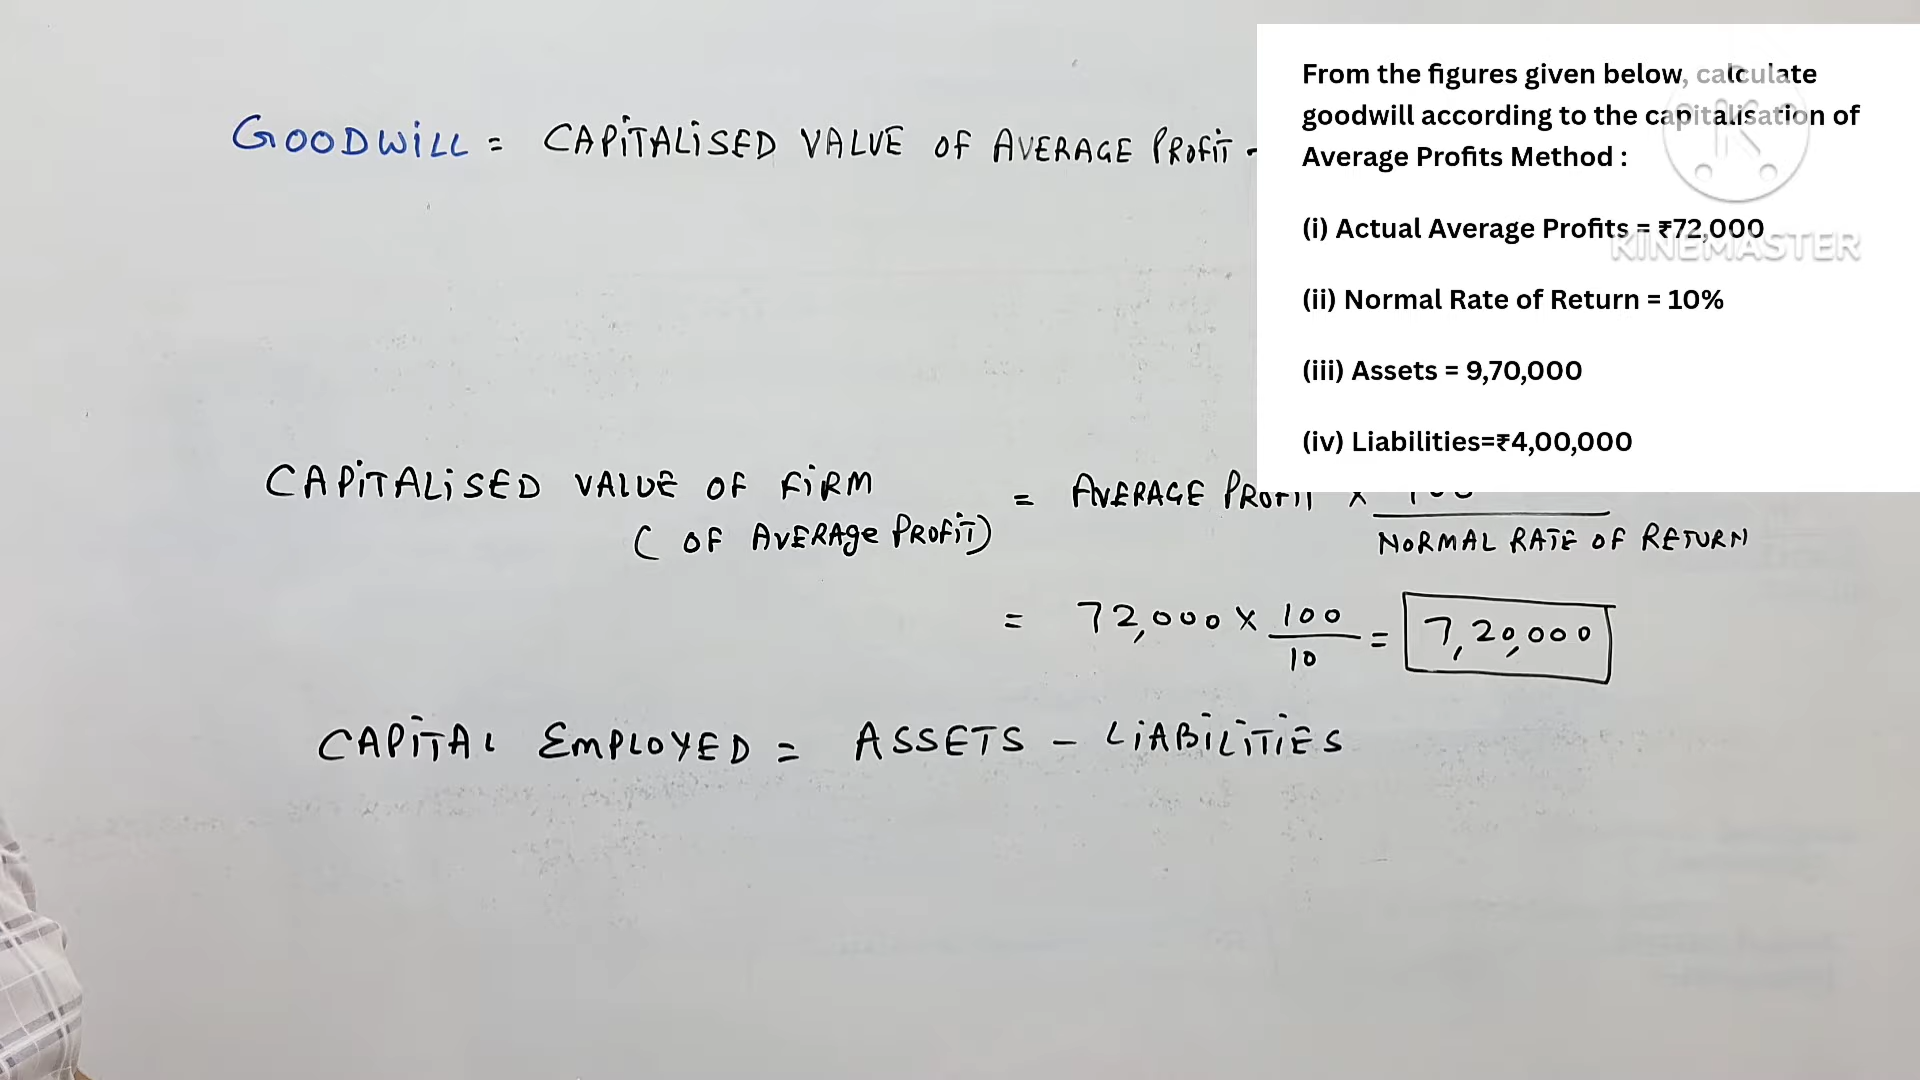 From the figures given below, calculate
goodwill according to the capitalisation of
Average Profits Method :
(i) Actual Average Profits = ₹72,000
KINEMASTER
(ii) Normal Rate of Return = 10%
(iii) Assets = 9,70,000
(iv) Liabilities=₹4,00,000
GOODWILL = CAPITALISED VALUE OF AVERAGE PROFIT -
CAPITALISED VALUE OF FIRM = AVERAGE PROFIT × 100
(OF AVERAGE PROFIT) NORMAL RATE OF RETURN
= 72,000 × 100/10 = 7,20,000
CAPITAL EMPLOYED = ASSETS - LIABILITIES